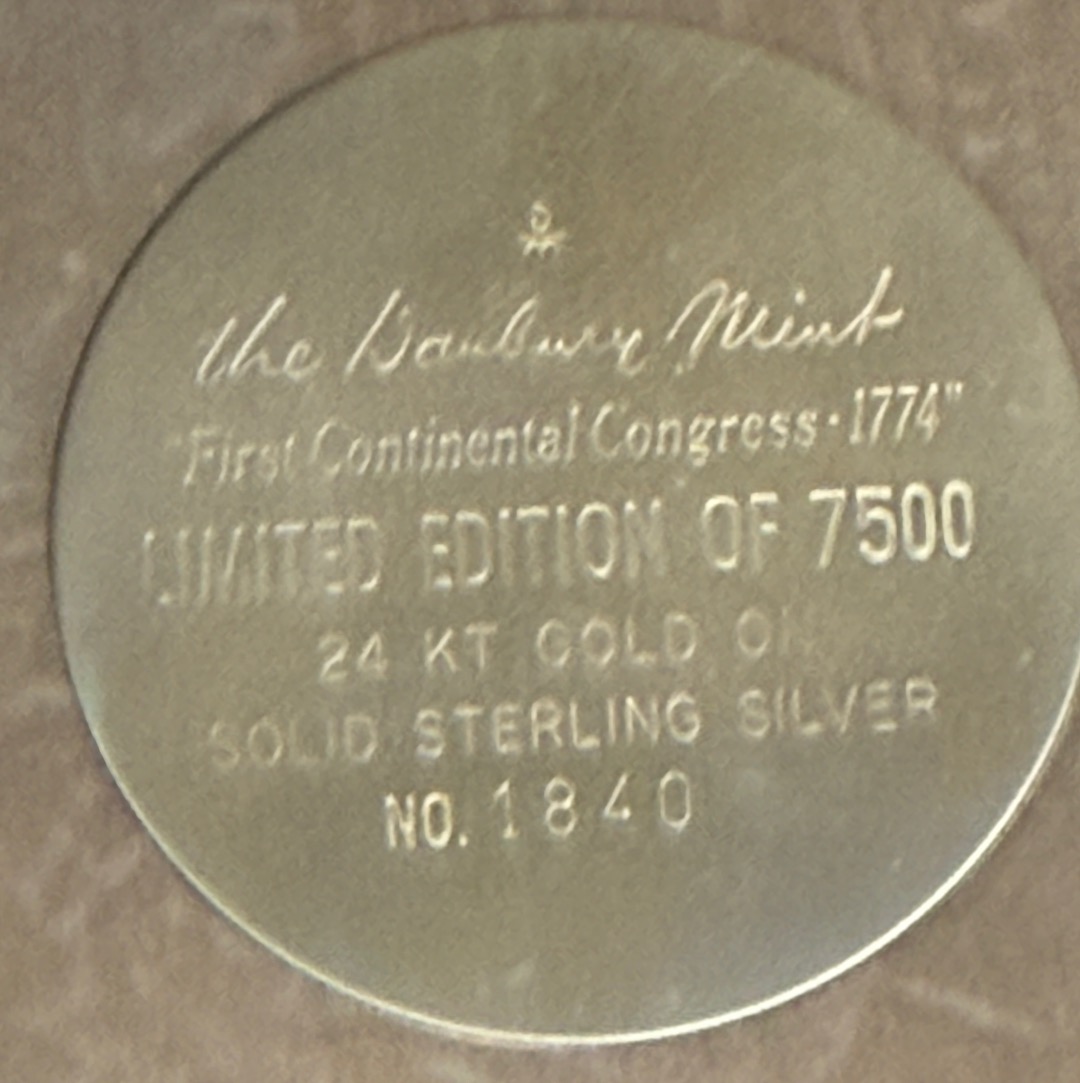 the Danbury Mint
"First Continental Congress · 1774"
LIMITED EDITION OF 7500
24 KT GOLD ON
SOLID STERLING SILVER
NO. 1840